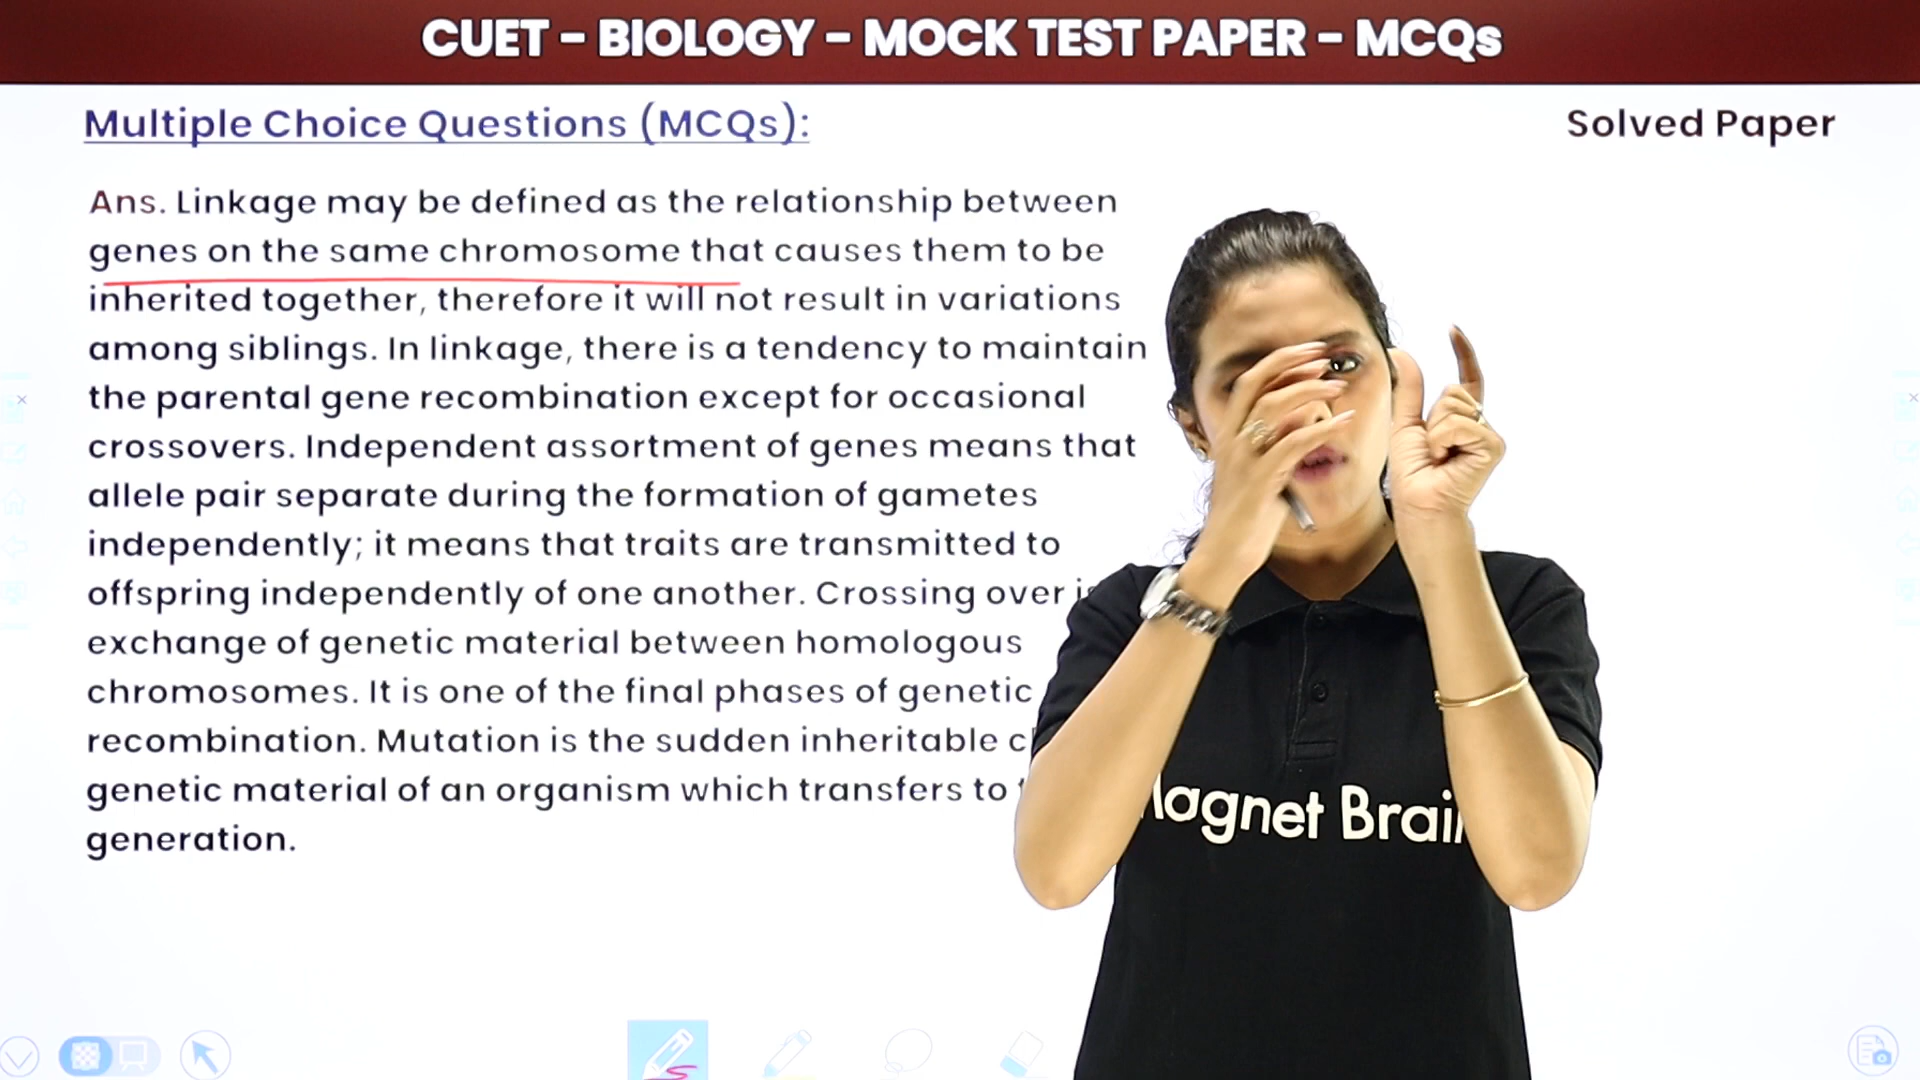 CUET - BIOLOGY - MOCK TEST PAPER - MCQs
Multiple Choice Questions (MCQs):
Solved Paper
Ans. Linkage may be defined as the relationship between
genes on the same chromosome that causes them to be
inherited together, therefore it will not result in variations
among siblings. In linkage, there is a tendency to maintain
the parental gene recombination except for occasional
crossovers. Independent assortment of genes means that
allele pair separate during the formation of gametes
independently; it means that traits are transmitted to
offspring independently of one another. Crossing over
exchange of genetic material between homologous
chromosomes. It is one of the final phases of genetic
recombination. Mutation is the sudden inheritable
genetic material of an organism which transfers to
generation.